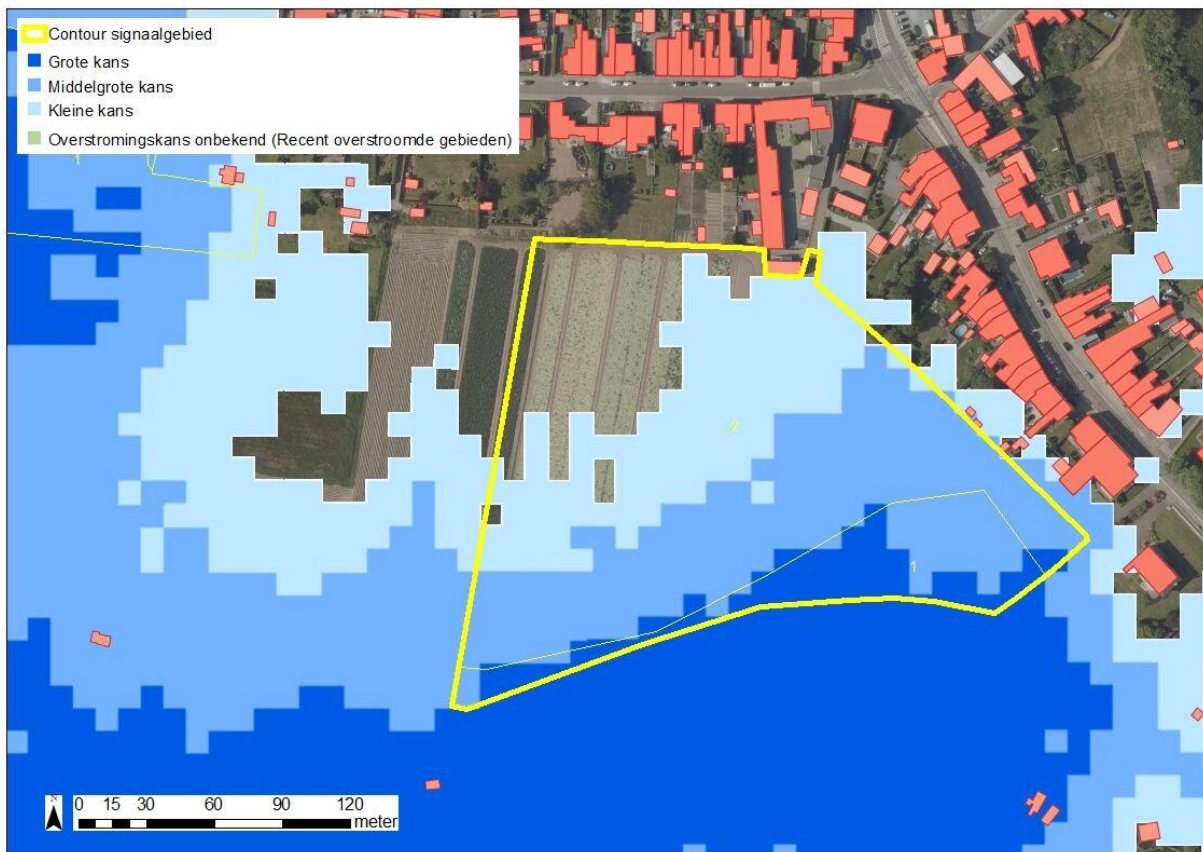 Contour signaalgebied
Grote kans
Middelgrote kans
Kleine kans
Overstromingskans onbekend (Recent overstroomde gebieden)
1
2
1
N
0 15 30 60 90 120
meter